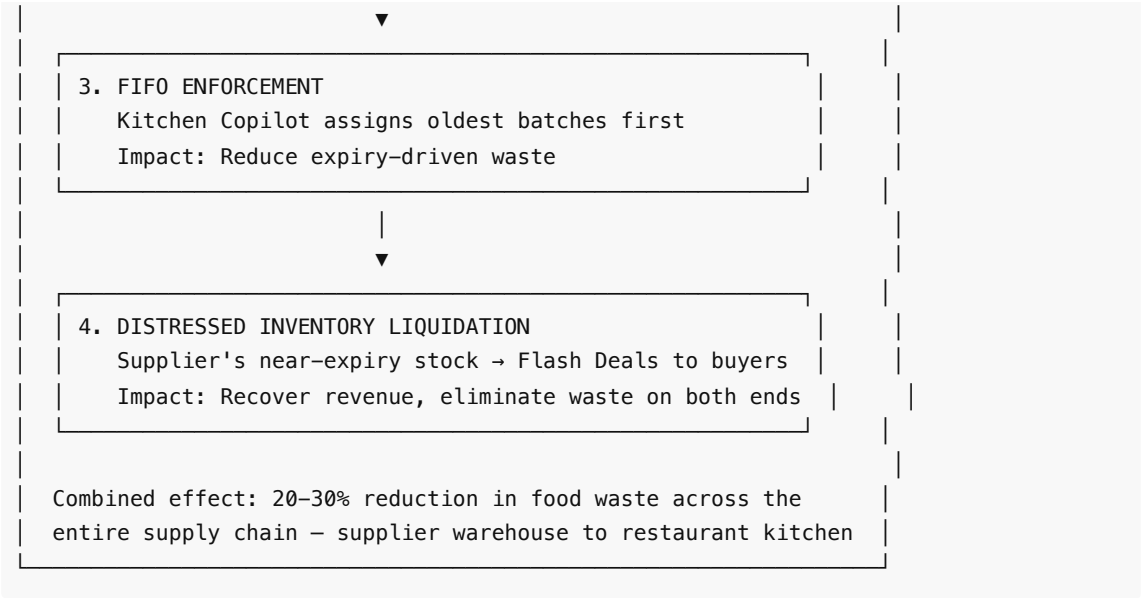 ▼
3. FIFO ENFORCEMENT
Kitchen Copilot assigns oldest batches first
Impact: Reduce expiry–driven waste
▼
4. DISTRESSED INVENTORY LIQUIDATION
Supplier's near–expiry stock → Flash Deals to buyers
Impact: Recover revenue, eliminate waste on both ends
Combined effect: 20–30% reduction in food waste across the
entire supply chain — supplier warehouse to restaurant kitchen